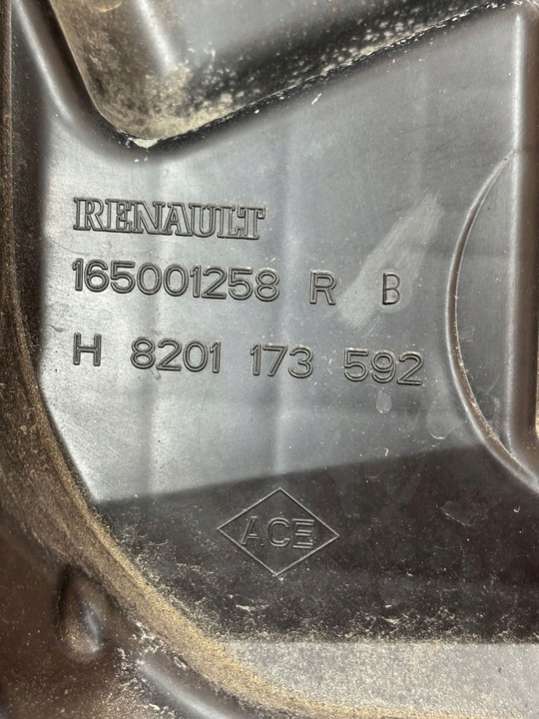 RENAULT
165001258 R B
H 8201 173 592
ACE